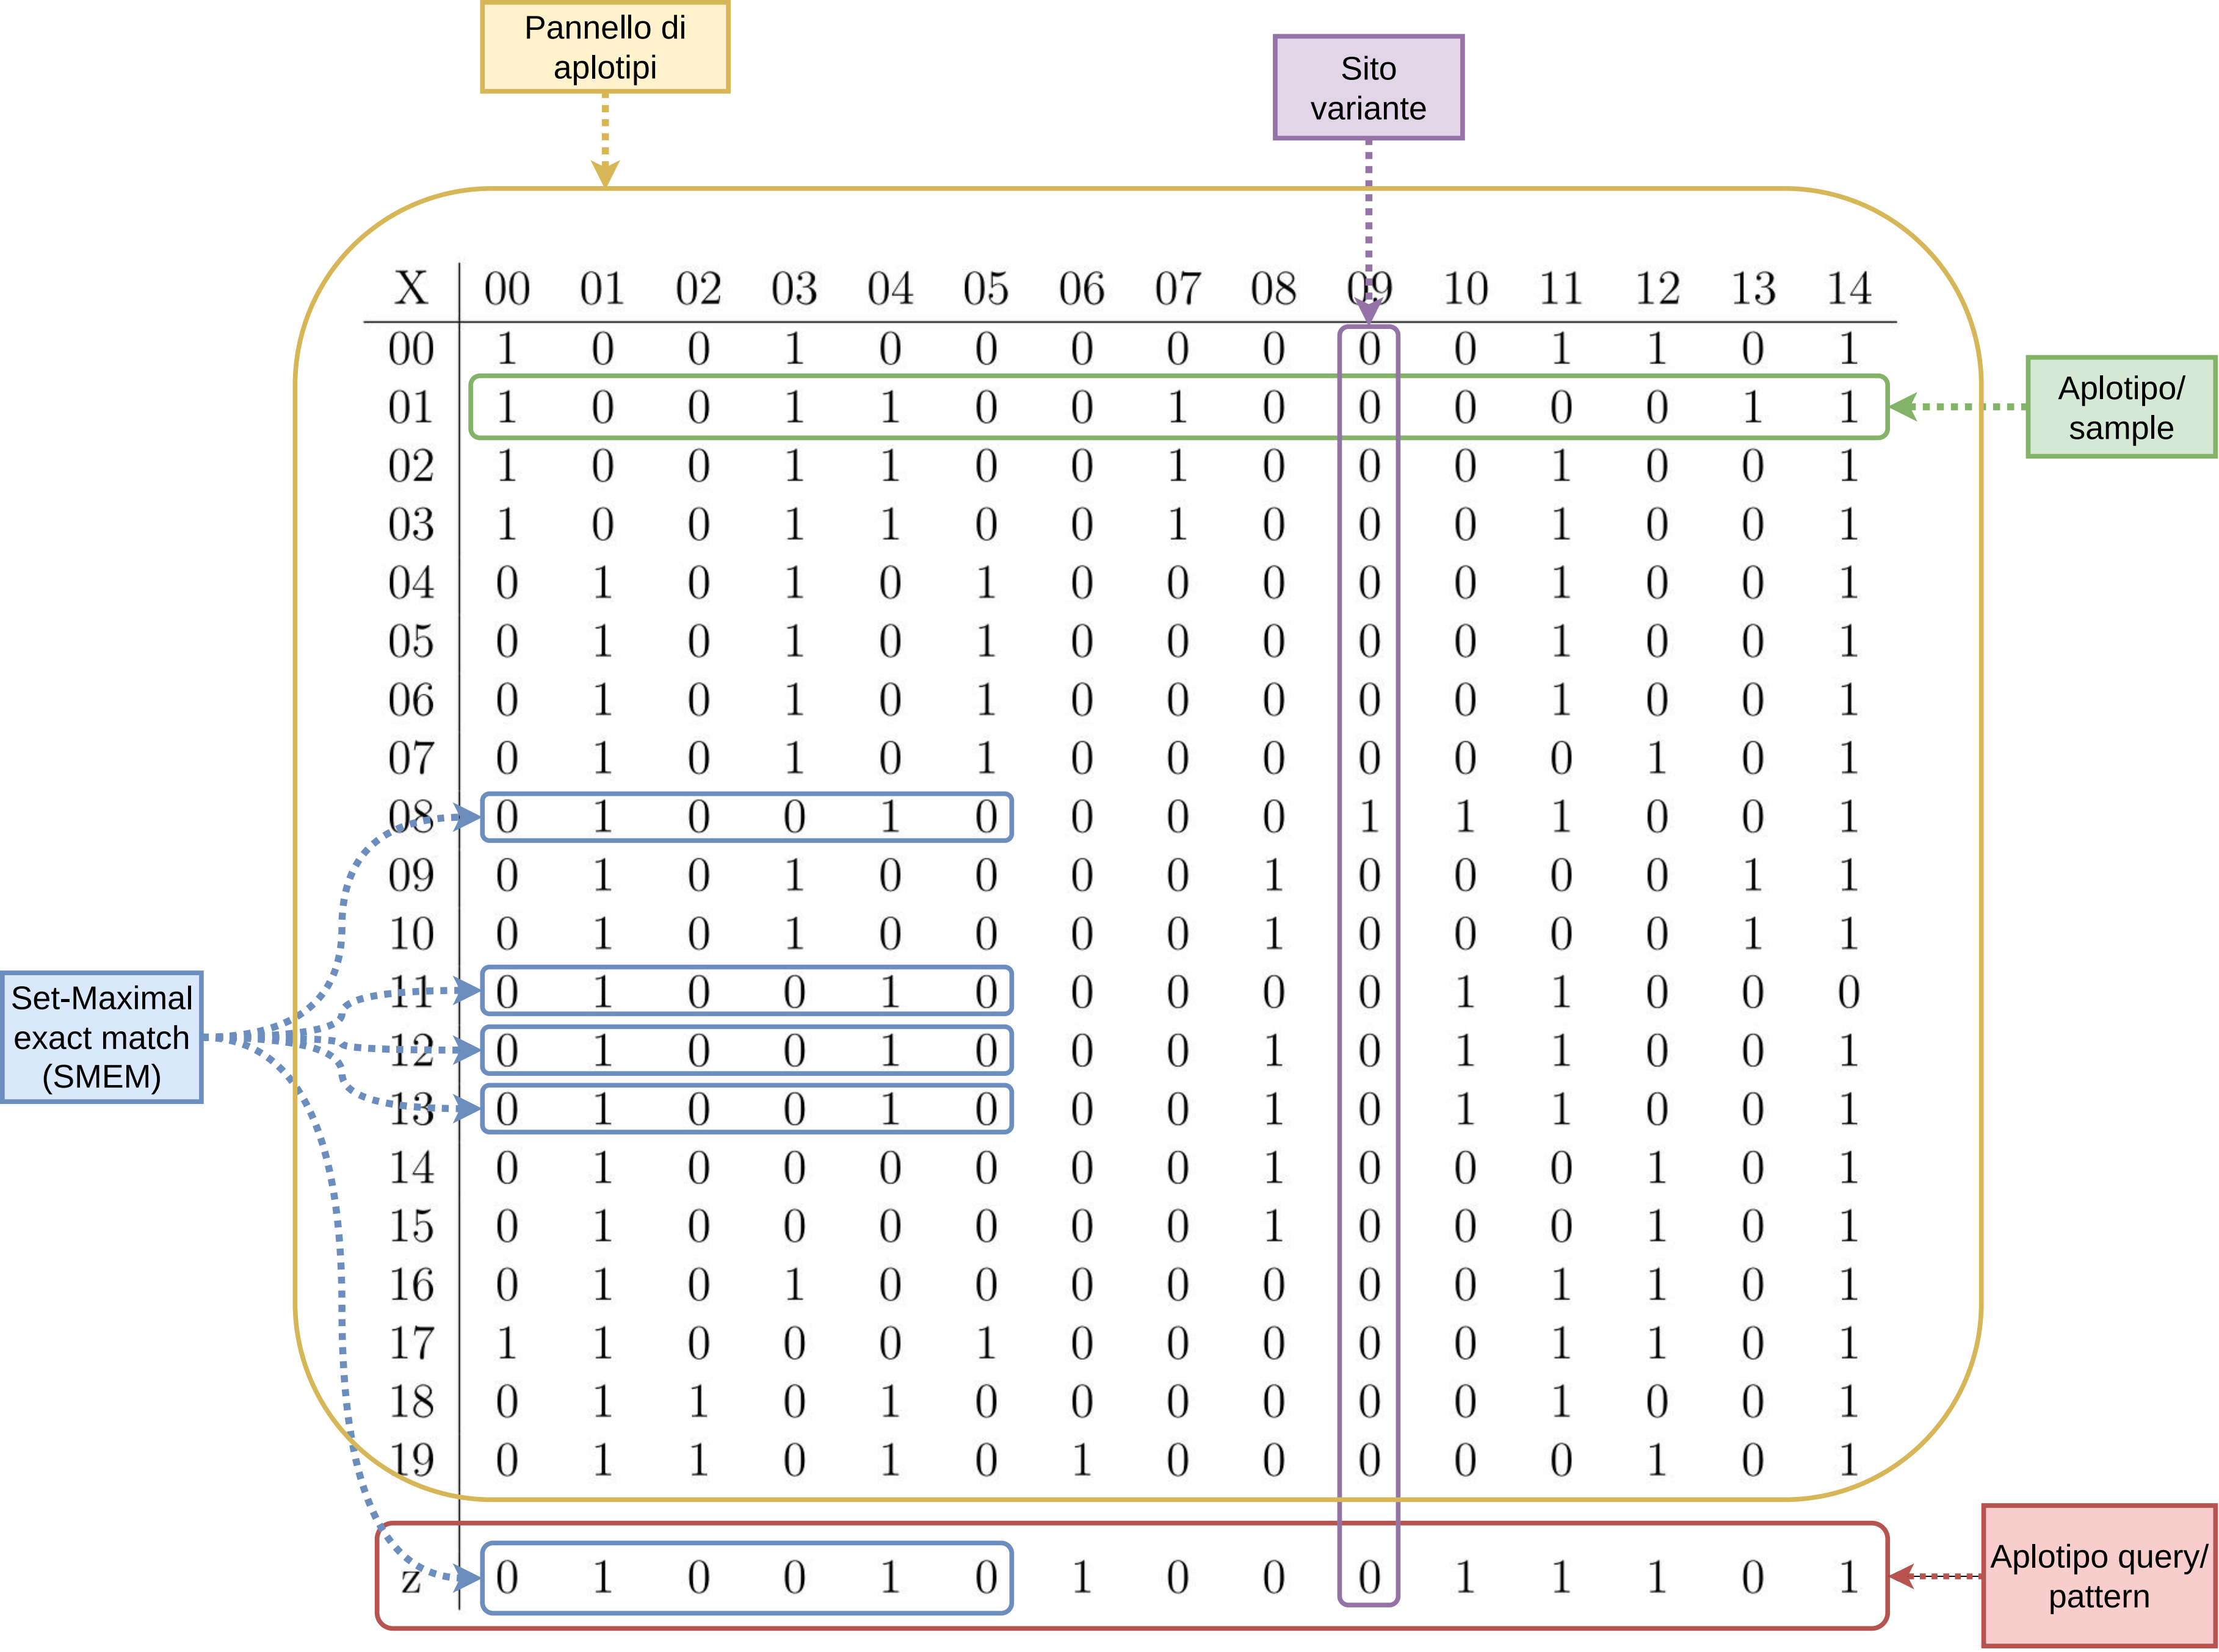 Pannello di
aplotipi
Sito
variante
X 00 01 02 03 04 05 06 07 08 09 10 11 12 13 14
00 1 0 0 1 0 0 0 0 0 0 0 1 1 0 1
01 1 0 0 1 1 0 0 1 0 0 0 0 0 1 1
Aplotipo/
sample
02 1 0 0 1 1 0 0 1 0 0 0 1 0 0 1
03 1 0 0 1 1 0 0 1 0 0 0 1 0 0 1
04 0 1 0 1 0 1 0 0 0 0 0 1 0 0 1
05 0 1 0 1 0 1 0 0 0 0 0 1 0 0 1
06 0 1 0 1 0 1 0 0 0 0 0 1 0 0 1
07 0 1 0 1 0 1 0 0 0 0 0 0 1 0 1
08 0 1 0 0 1 0 0 0 0 1 1 1 0 0 1
09 0 1 0 1 0 0 0 0 1 0 0 0 0 1 1
10 0 1 0 1 0 0 0 0 1 0 0 0 0 1 1
11 0 1 0 0 1 0 0 0 0 0 1 1 0 0 0
Set-Maximal
exact match
(SMEM)
12 0 1 0 0 1 0 0 0 1 0 1 1 0 0 1
13 0 1 0 0 1 0 0 0 1 0 1 1 0 0 1
14 0 1 0 0 0 0 0 0 1 0 0 0 1 0 1
15 0 1 0 0 0 0 0 0 1 0 0 0 1 0 1
16 0 1 0 1 0 0 0 0 0 0 0 1 1 0 1
17 1 1 0 0 0 1 0 0 0 0 0 1 1 0 1
18 0 1 1 0 1 0 0 0 0 0 0 1 0 0 1
19 0 1 1 0 1 0 1 0 0 0 0 0 1 0 1
z 0 1 0 0 1 0 1 0 0 0 1 1 1 0 1
Aplotipo query/
pattern